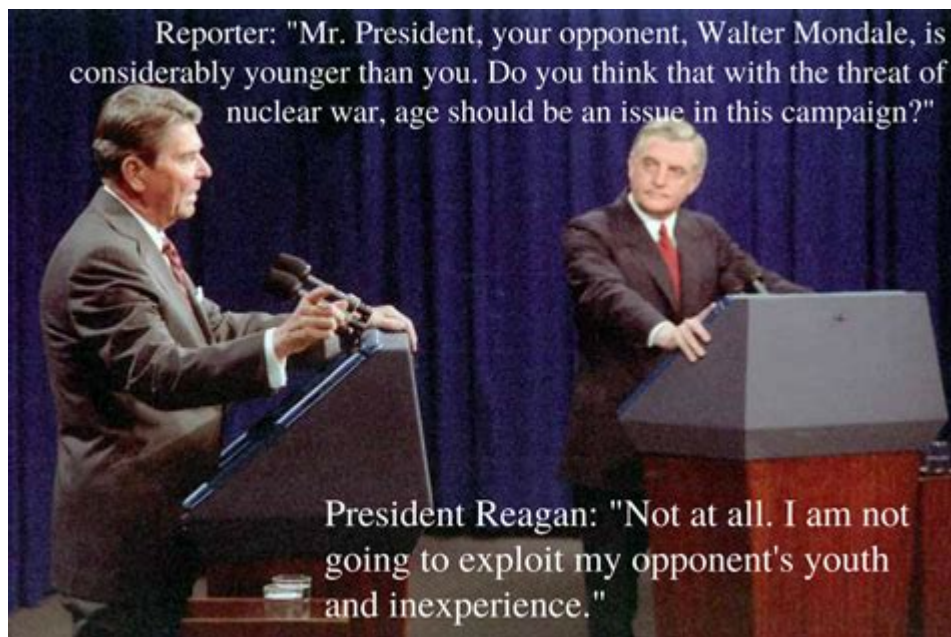 Reporter: "Mr. President, your opponent, Walter Mondale, is
considerably younger than you. Do you think that with the threat of
nuclear war, age should be an issue in this campaign?"
President Reagan: "Not at all. I am not
going to exploit my opponent's youth
and inexperience."